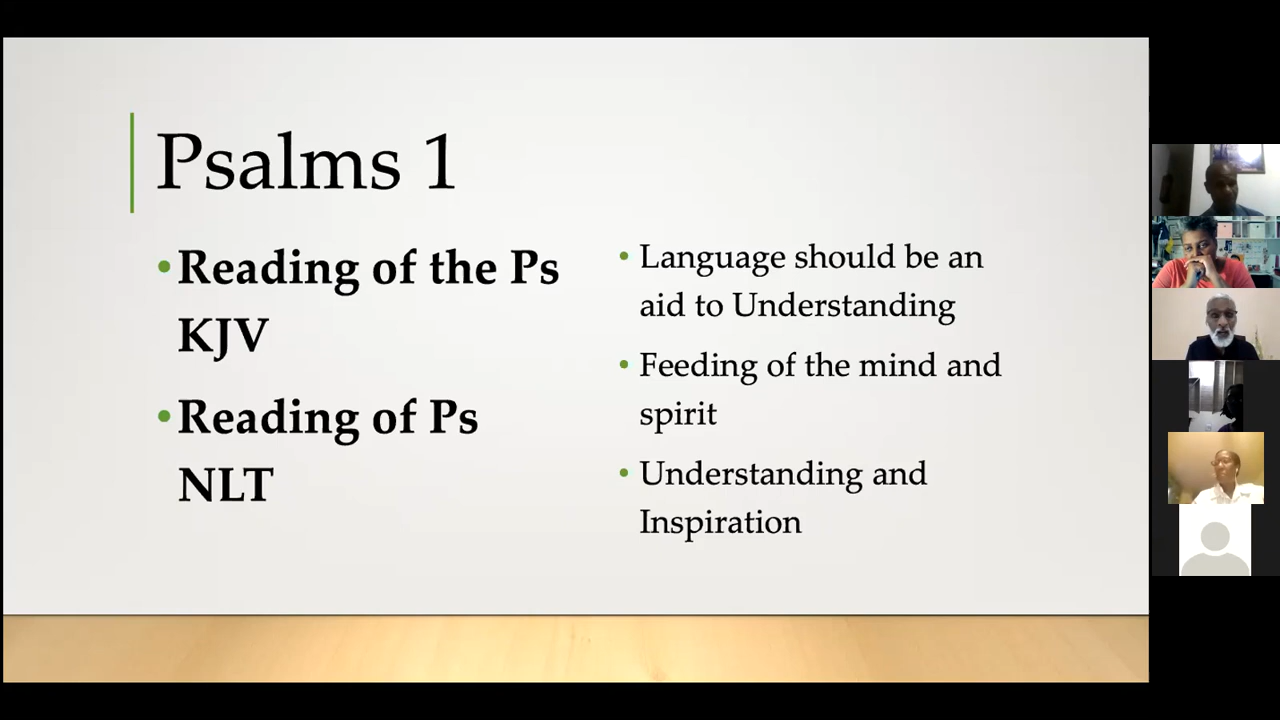 Psalms 1
•Reading of the Ps
KJV
•Reading of Ps
NLT
• Language should be an
aid to Understanding
• Feeding of the mind and
spirit
• Understanding and
Inspiration